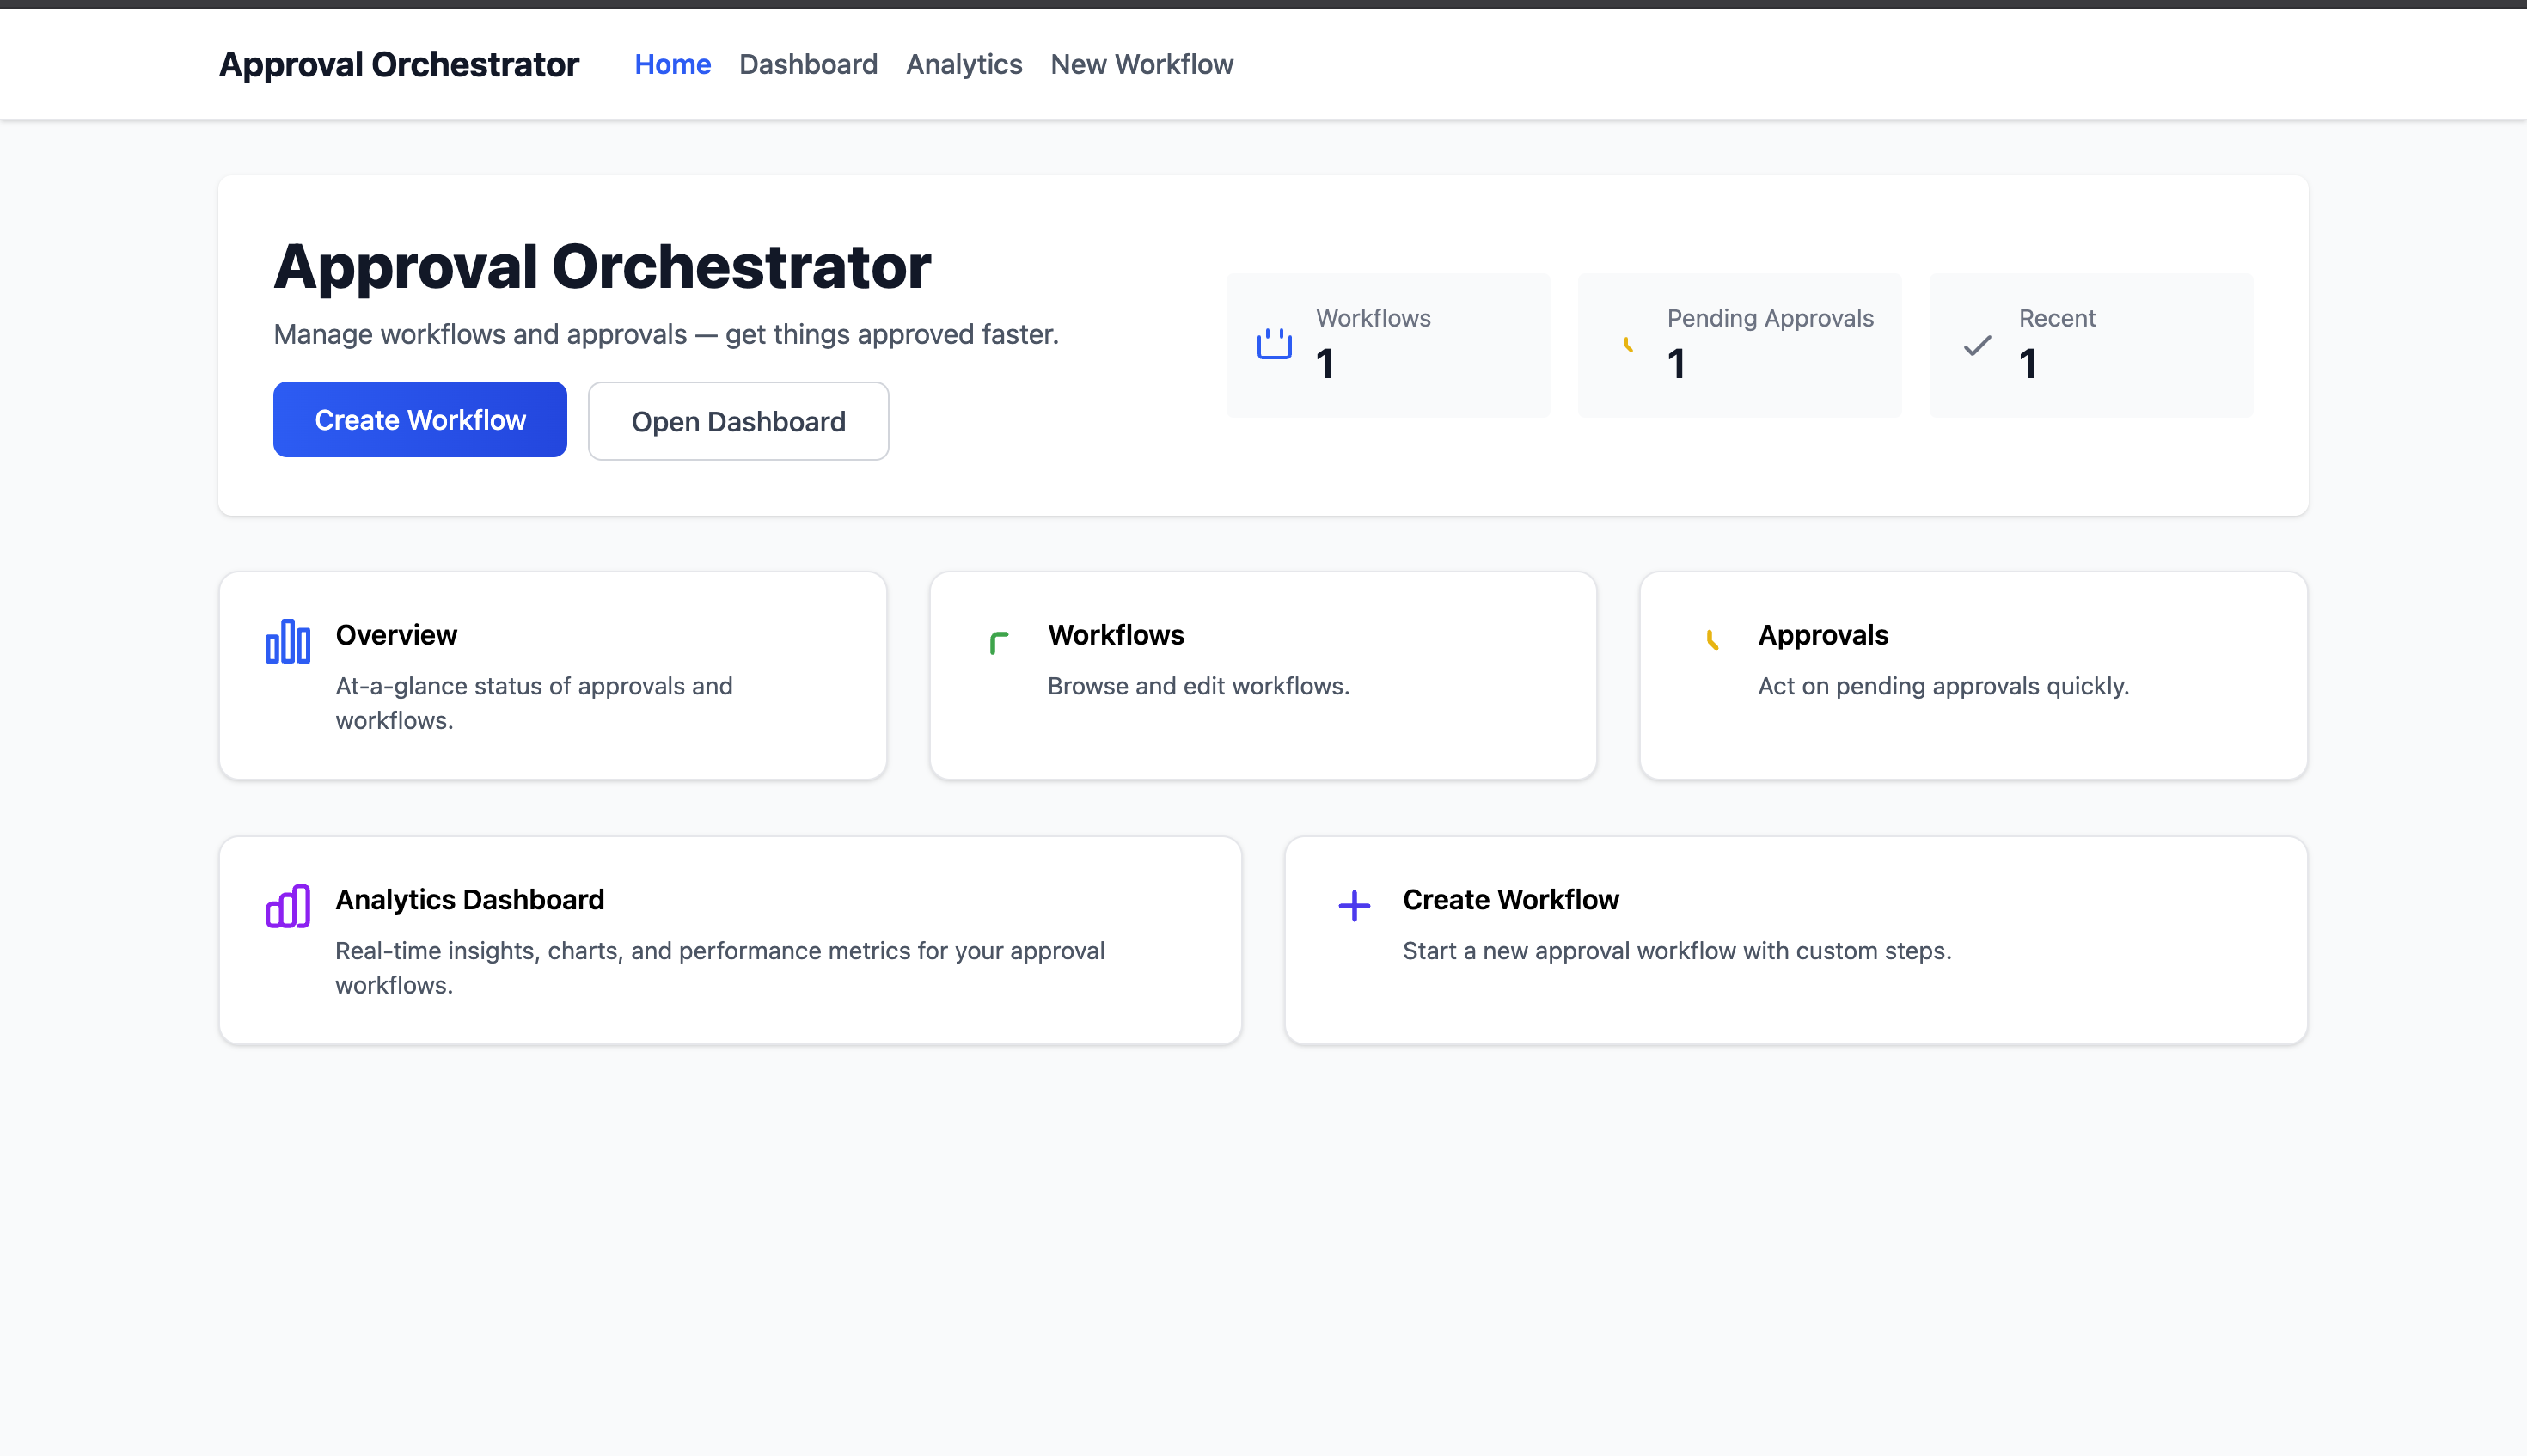 Approval Orchestrator
Home
Dashboard
Analytics
New Workflow
Approval Orchestrator
Manage workflows and approvals — get things approved faster.
Create Workflow
Open Dashboard
Workflows
1
Pending Approvals
1
Recent
1
Overview
At-a-glance status of approvals and
workflows.
Workflows
Browse and edit workflows.
Approvals
Act on pending approvals quickly.
Analytics Dashboard
Real-time insights, charts, and performance metrics for your approval
workflows.
Create Workflow
Start a new approval workflow with custom steps.